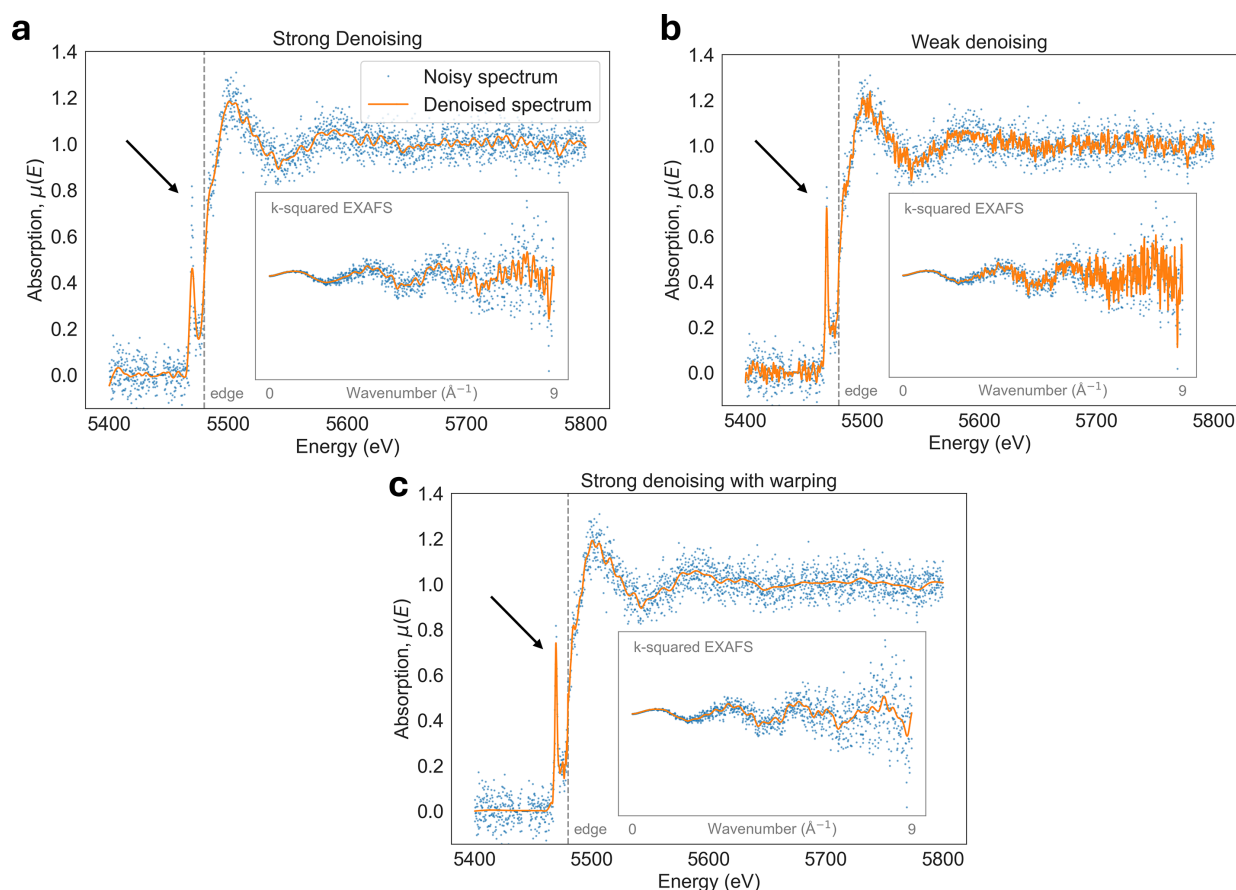 a
Strong Denoising
Noisy spectrum
Denoised spectrum
1.4
1.2
1.0
0.8
0.6
0.4
0.2
0.0
Absorption, μ(E)
k-squared EXAFS
edge
0
Wavenumber (Å⁻¹)
9
5400
5500
5600
5700
5800
Energy (eV)
b
Weak denoising
1.4
1.2
1.0
0.8
0.6
0.4
0.2
0.0
Absorption, μ(E)
k-squared EXAFS
edge
0
Wavenumber (Å⁻¹)
9
5400
5500
5600
5700
5800
Energy (eV)
c
Strong denoising with warping
1.4
1.2
1.0
0.8
0.6
0.4
0.2
0.0
Absorption, μ(E)
k-squared EXAFS
edge
0
Wavenumber (Å⁻¹)
9
5400
5500
5600
5700
5800
Energy (eV)